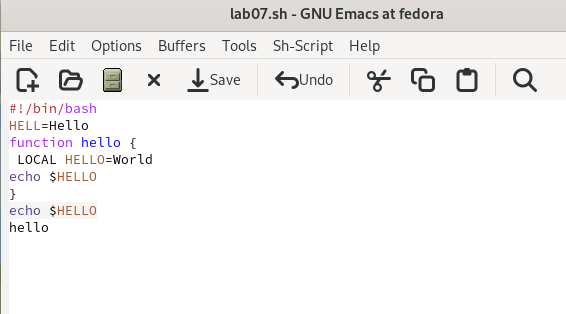 lab07.sh - GNU Emacs at fedora
File Edit Options Buffers Tools Sh-Script Help
Save Undo
#!/bin/bash
HELL=Hello
function hello {
 LOCAL HELLO=World
echo $HELLO
}
echo $HELLO
hello